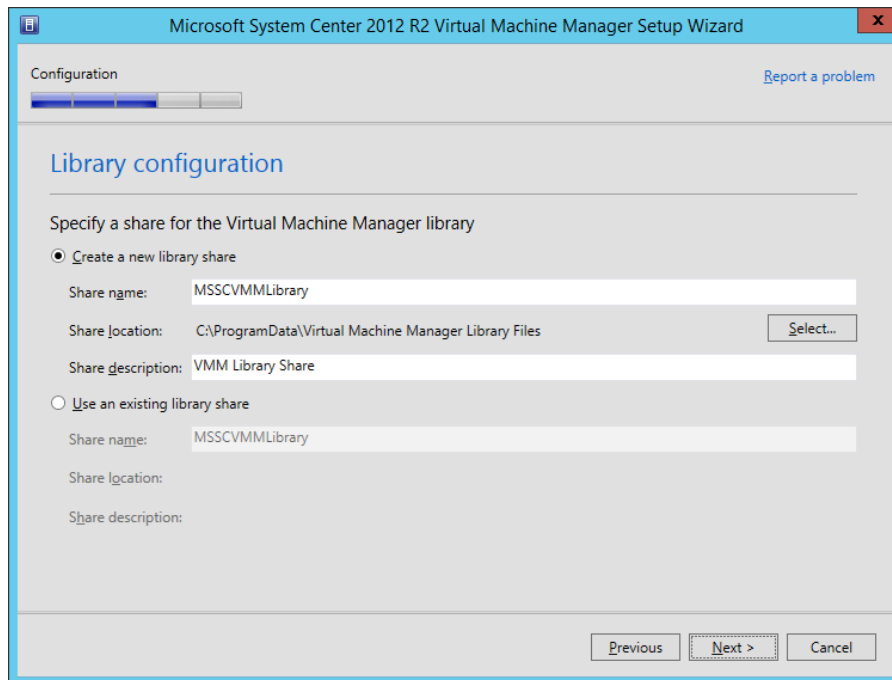 Microsoft System Center 2012 R2 Virtual Machine Manager Setup Wizard
x
Configuration
Report a problem
Library configuration
Specify a share for the Virtual Machine Manager library
Create a new library share
Share name: MSSCVMMLibrary
Share location: C:\ProgramData\Virtual Machine Manager Library Files Select...
Share description: VMM Library Share
Use an existing library share
Share name: MSSCVMMLibrary
Share location:
Share description:
Previous Next > Cancel